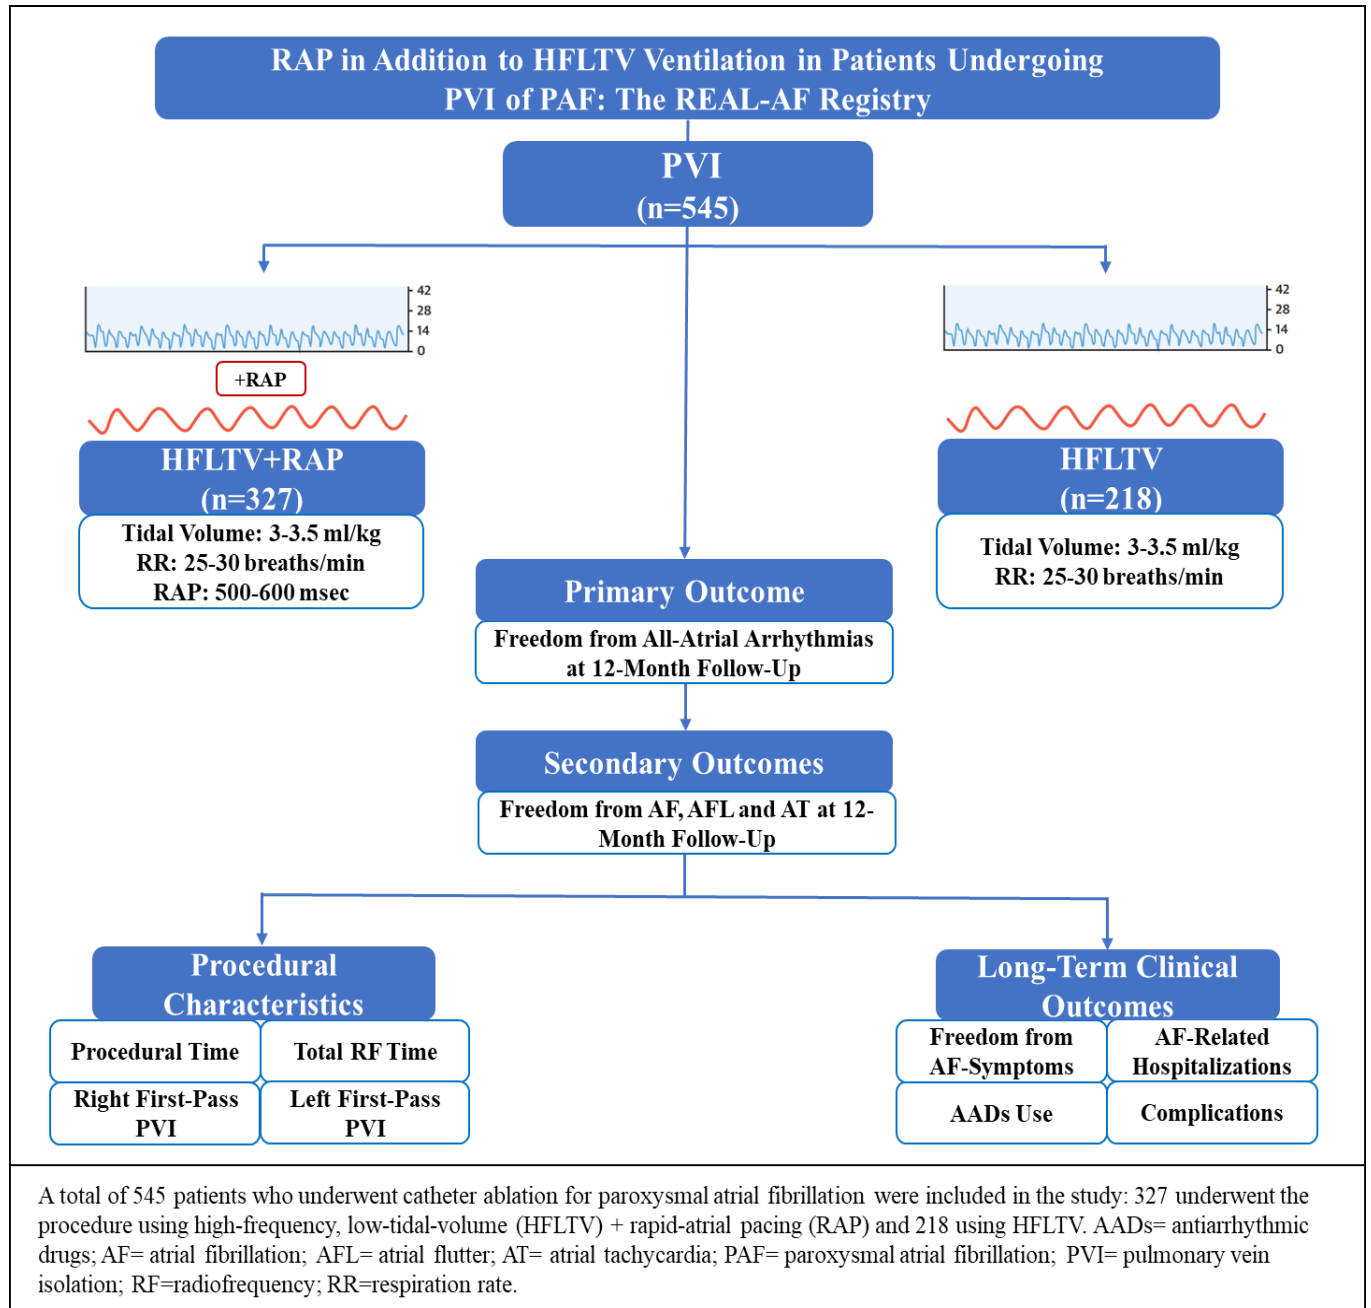 RAP in Addition to HFLTV Ventilation in Patients Undergoing
PVI of PAF: The REAL-AF Registry
PVI
(n=545)
42
28
14
0
+RAP
HFLTV+RAP
(n=327)
Tidal Volume: 3-3.5 ml/kg
RR: 25-30 breaths/min
RAP: 500-600 msec
42
28
14
0
HFLTV
(n=218)
Tidal Volume: 3-3.5 ml/kg
RR: 25-30 breaths/min
Primary Outcome
Freedom from All-Atrial Arrhythmias
at 12-Month Follow-Up
Secondary Outcomes
Freedom from AF, AFL and AT at 12-
Month Follow-Up
Procedural
Characteristics
Procedural Time
Total RF Time
Right First-Pass
PVI
Left First-Pass
PVI
Long-Term Clinical
Outcomes
Freedom from
AF-Symptoms
AF-Related
Hospitalizations
AADs Use
Complications
A total of 545 patients who underwent catheter ablation for paroxysmal atrial fibrillation were included in the study: 327 underwent the
procedure using high-frequency, low-tidal-volume (HFLTV) + rapid-atrial pacing (RAP) and 218 using HFLTV. AADs= antiarrhythmic
drugs; AF= atrial fibrillation; AFL= atrial flutter; AT= atrial tachycardia; PAF= paroxysmal atrial fibrillation; PVI= pulmonary vein
isolation; RF=radiofrequency; RR=respiration rate.